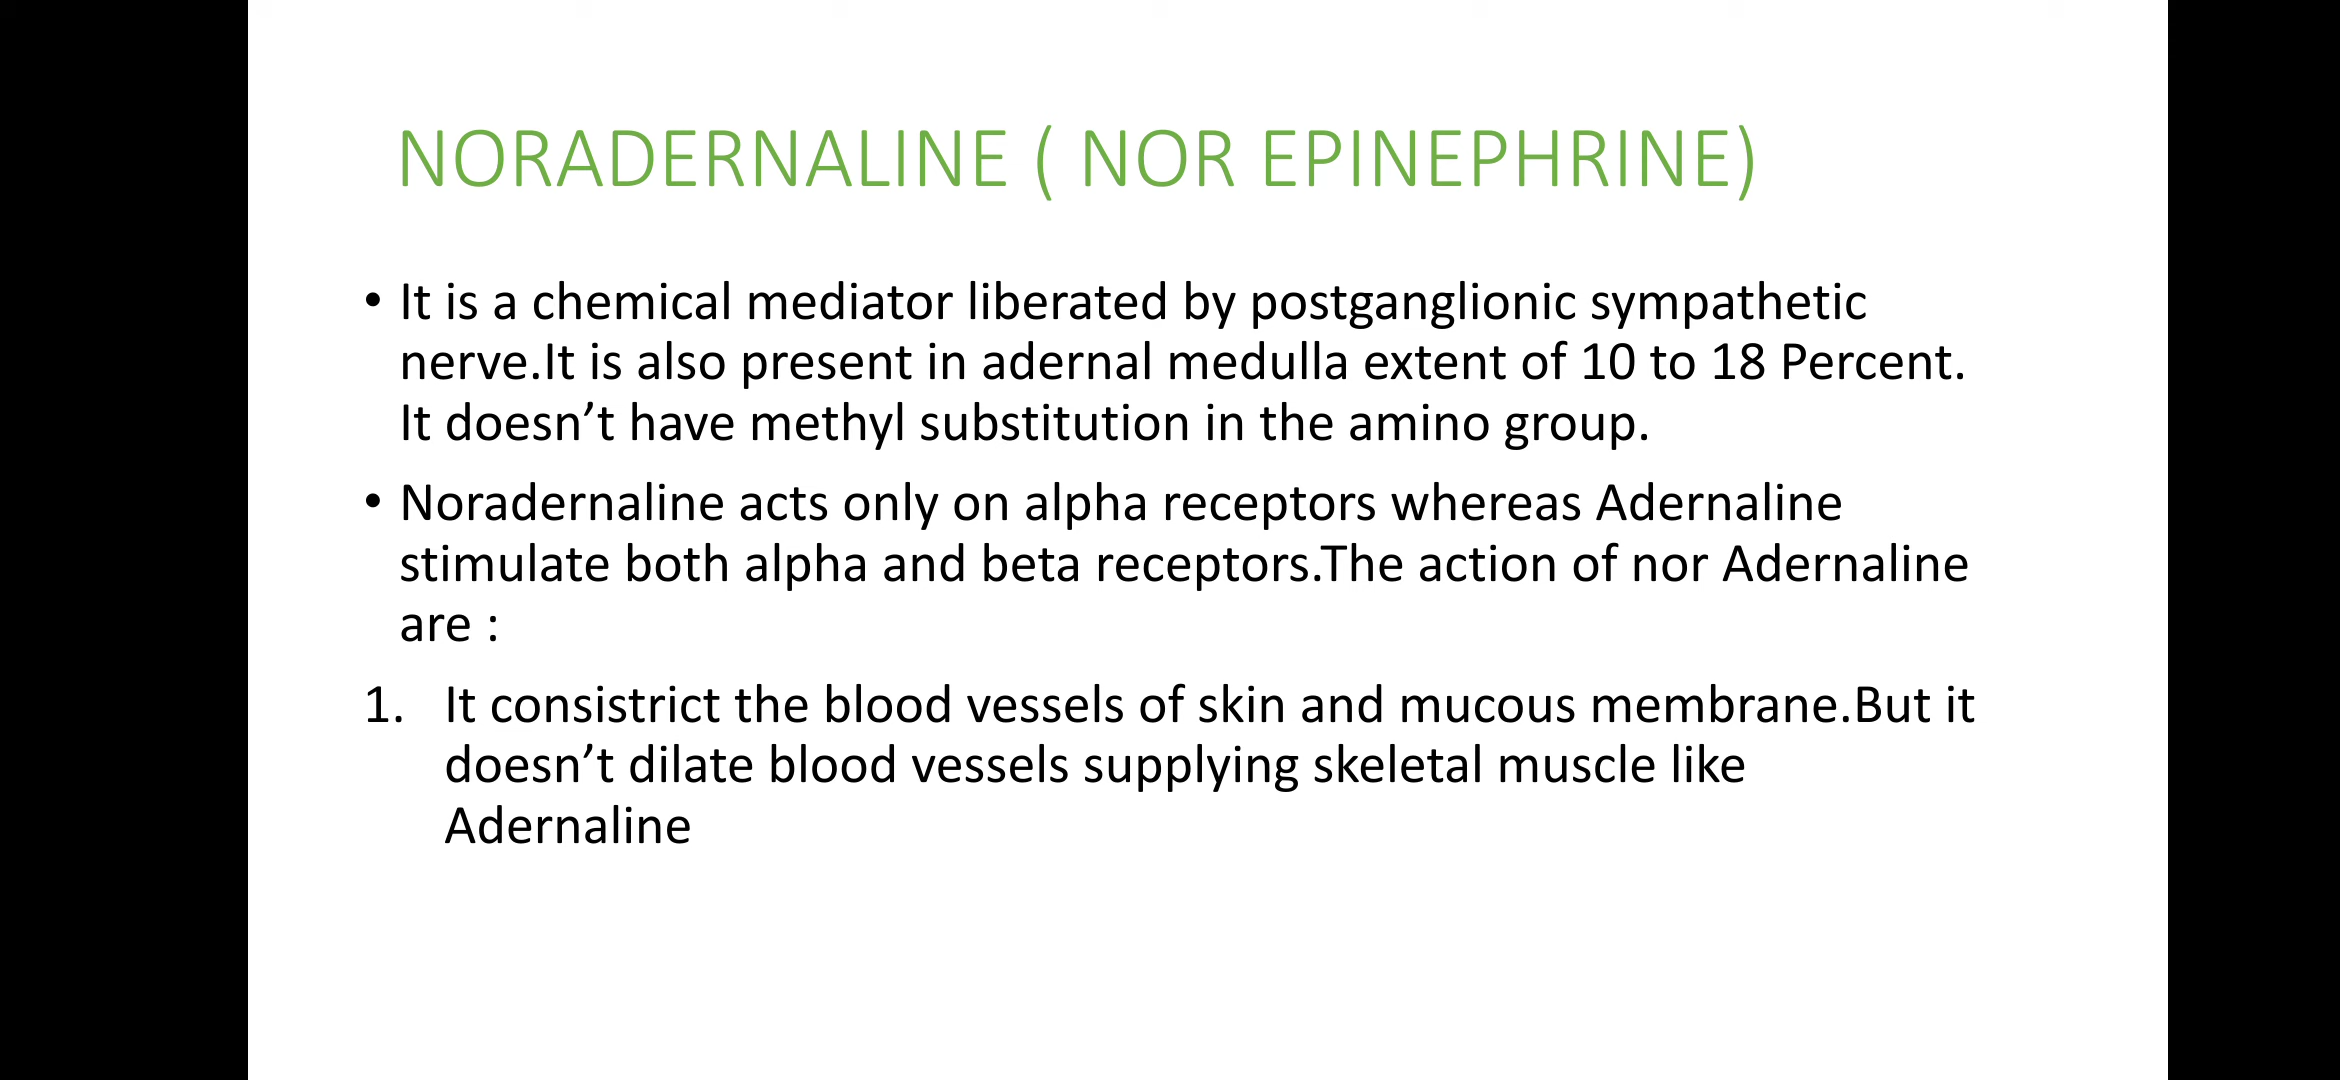 NORADERNALINE ( NOR EPINEPHRINE)
• It is a chemical mediator liberated by postganglionic sympathetic
nerve.It is also present in adernal medulla extent of 10 to 18 Percent.
It doesn’t have methyl substitution in the amino group.
• Noradernaline acts only on alpha receptors whereas Adernaline
stimulate both alpha and beta receptors.The action of nor Adernaline
are :
1. It consistrict the blood vessels of skin and mucous membrane.But it
doesn’t dilate blood vessels supplying skeletal muscle like
Adernaline